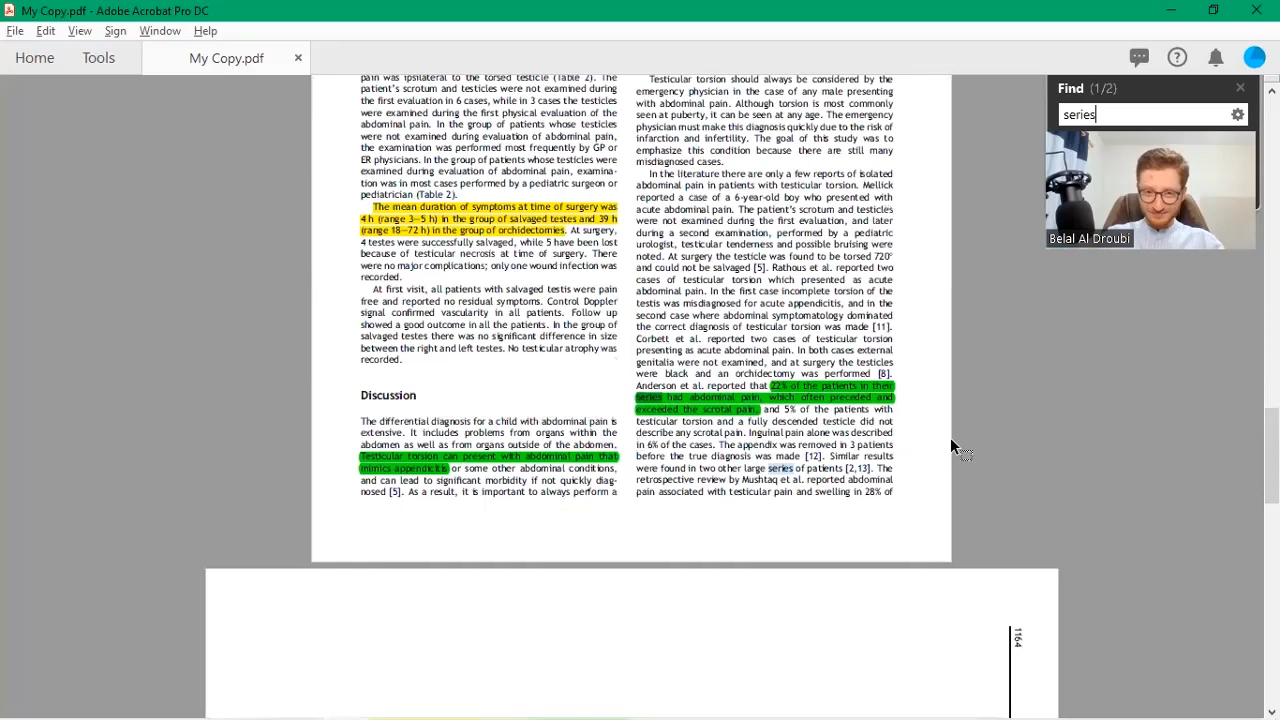 My Copy.pdf - Adobe Acrobat Pro DC
File Edit View Sign Window Help
Home Tools My Copy.pdf ×
pain was ipsilateral to the torsed testicle (Table 2). The
patient's scrotum and testicles were not examined during
the first evaluation in 6 cases, while in 3 cases the testicles
were examined during the first physical evaluation of the
abdominal pain. In the group of patients whose testicles
were not examined during evaluation of abdominal pain,
the examination was performed most frequently by GP or
ER physicians. In the group of patients whose testicles were
examined during evaluation of abdominal pain, examina-
tion was in most cases performed by a pediatric surgeon or
pediatrician (Table 2).
The mean duration of symptoms at time of surgery was
4 h (range 3–5 h) in the group of salvaged testes and 39 h
(range 18–72 h) in the group of orchidectomies. At surgery,
4 testes were successfully salvaged, while 5 have been lost
because of testicular necrosis at time of surgery. There
were no major complications; only one wound infection was
recorded.
At first visit, all patients with salvaged testis were pain
free and reported no residual symptoms. Control Doppler
signal confirmed vascularity in all patients. Follow up
showed a good outcome in all the patients. In the group of
salvaged testes there was no significant difference in size
between the right and left testes. No testicular atrophy was
recorded.
Discussion
The differential diagnosis for a child with abdominal pain is
extensive. It includes problems from organs within the
abdomen as well as from organs outside of the abdomen.
Testicular torsion can present with abdominal pain that
mimics appendicitis or some other abdominal conditions,
and can lead to significant morbidity if not quickly diag-
nosed [5]. As a result, it is important to always perform a
Testicular torsion should always be considered by the
emergency physician in the case of any male presenting
with abdominal pain. Although torsion is most commonly
seen at puberty, it can be seen at any age. The emergency
physician must make this diagnosis quickly due to the risk of
infarction and infertility. The goal of this study was to
emphasize this condition because there are still many
misdiagnosed cases.
In the literature there are only a few reports of isolated
abdominal pain in patients with testicular torsion. Mellick
reported a case of a 6-year-old boy who presented with
acute abdominal pain. The patient's scrotum and testicles
were not examined during the first evaluation, and later
during a second examination, performed by a pediatric
urologist, testicular tenderness and possible bruising were
noted. At surgery the testicle was found to be torsed 720°
and could not be salvaged [5]. Rathous et al. reported two
cases of testicular torsion which presented as acute
abdominal pain. In the first case incomplete torsion of the
testis was misdiagnosed for acute appendicitis, and in the
second case where abdominal symptomatology dominated
the correct diagnosis of testicular torsion was made [11].
Corbett et al. reported two cases of testicular torsion
presenting as acute abdominal pain. In both cases external
genitalia were not examined, and at surgery the testicles
were black and an orchidectomy was performed [8].
Anderson et al. reported that 22% of the patients in their
series had abdominal pain, which often preceded and
exceeded the scrotal pain, and 5% of the patients with
testicular torsion and a fully descended testicle did not
describe any scrotal pain. Inguinal pain alone was described
in 6% of the cases. The appendix was removed in 3 patients
before the true diagnosis was made [12]. Similar results
were found in two other large series of patients [2,13]. The
retrospective review by Mushtaq et al. reported abdominal
pain associated with testicular pain and swelling in 28% of
1164
Find (1/2)
series
Belal Al Droubi